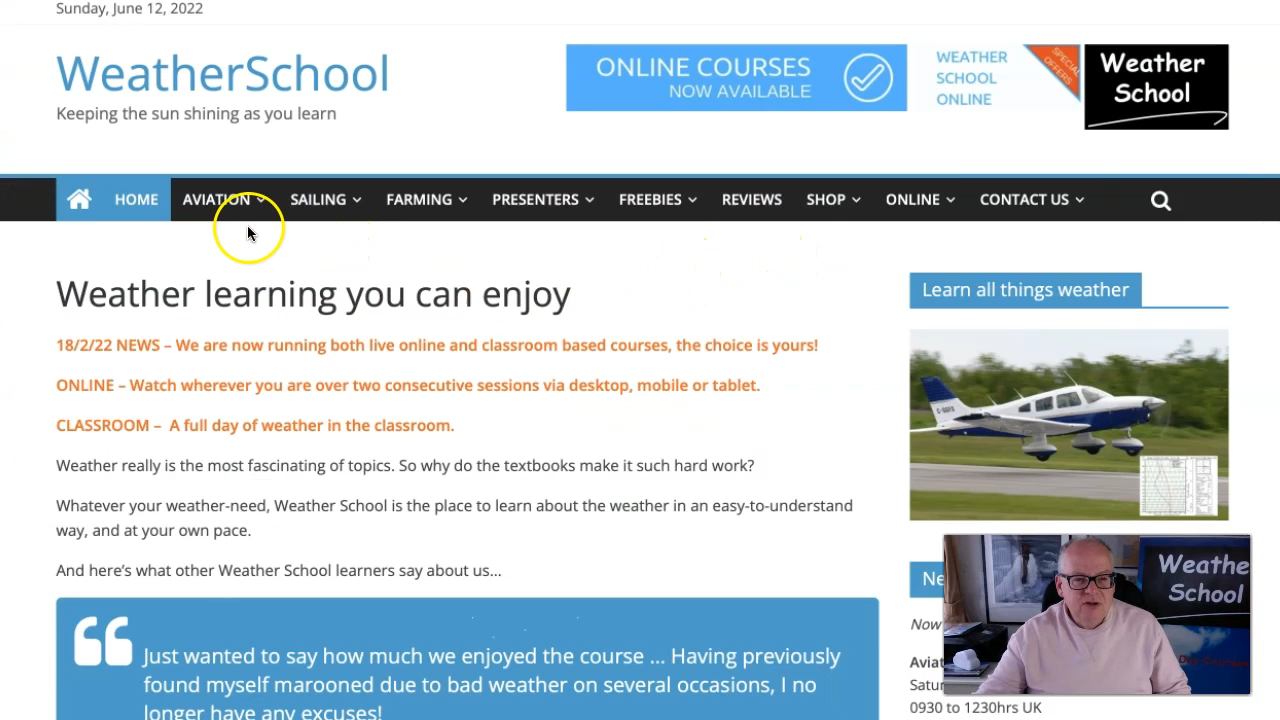 Sunday, June 12, 2022
WeatherSchool
Keeping the sun shining as you learn
ONLINE COURSES
NOW AVAILABLE
WEATHER
SCHOOL
ONLINE
SPECIAL
OFFERS
Weather
School
HOME AVIATION SAILING FARMING PRESENTERS FREEBIES REVIEWS SHOP ONLINE CONTACT US
Weather learning you can enjoy
18/2/22 NEWS – We are now running both live online and classroom based courses, the choice is yours!
ONLINE – Watch wherever you are over two consecutive sessions via desktop, mobile or tablet.
CLASSROOM – A full day of weather in the classroom.
Weather really is the most fascinating of topics. So why do the textbooks make it such hard work?
Whatever your weather-need, Weather School is the place to learn about the weather in an easy-to-understand
way, and at your own pace.
And here's what other Weather School learners say about us…
Just wanted to say how much we enjoyed the course ... Having previously
found myself marooned due to bad weather on several occasions, I no
longer have any excuses!
Learn all things weather
Ne
Now
Aviat
Satur
0930 to 1230hrs UK
Weathe
School